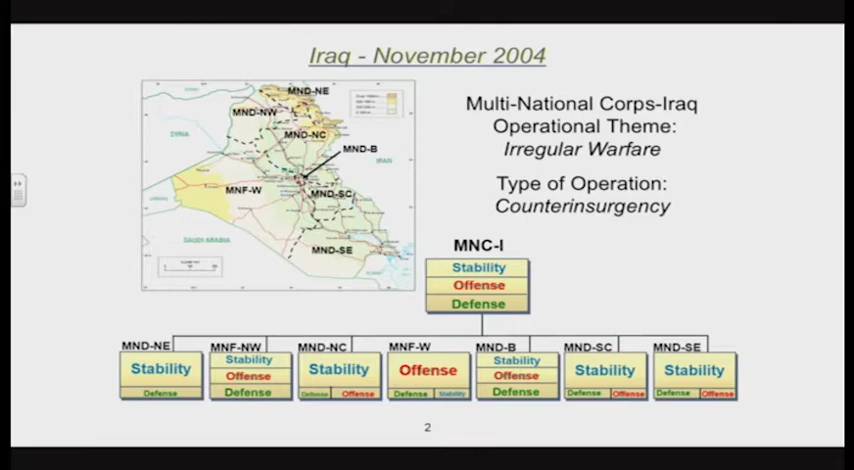 Iraq - November 2004
MND-NE
MND-NW
MND-NC
MND-B
SYRIA
IRAN
MNF-W
MND-SC
SAUDI ARABIA
MND-SE
Multi-National Corps-Iraq
Operational Theme:
Irregular Warfare
Type of Operation:
Counterinsurgency
MNC-I
Stability
Offense
Defense
MND-NE
Stability
Defense
MNF-NW
Stability
Offense
Defense
MND-NC
Stability
Defense Offense
MNF-W
Offense
Defense Stability
MND-B
Stability
Offense
Defense
MND-SC
Stability
Defense Offense
MND-SE
Stability
Defense Offense
2